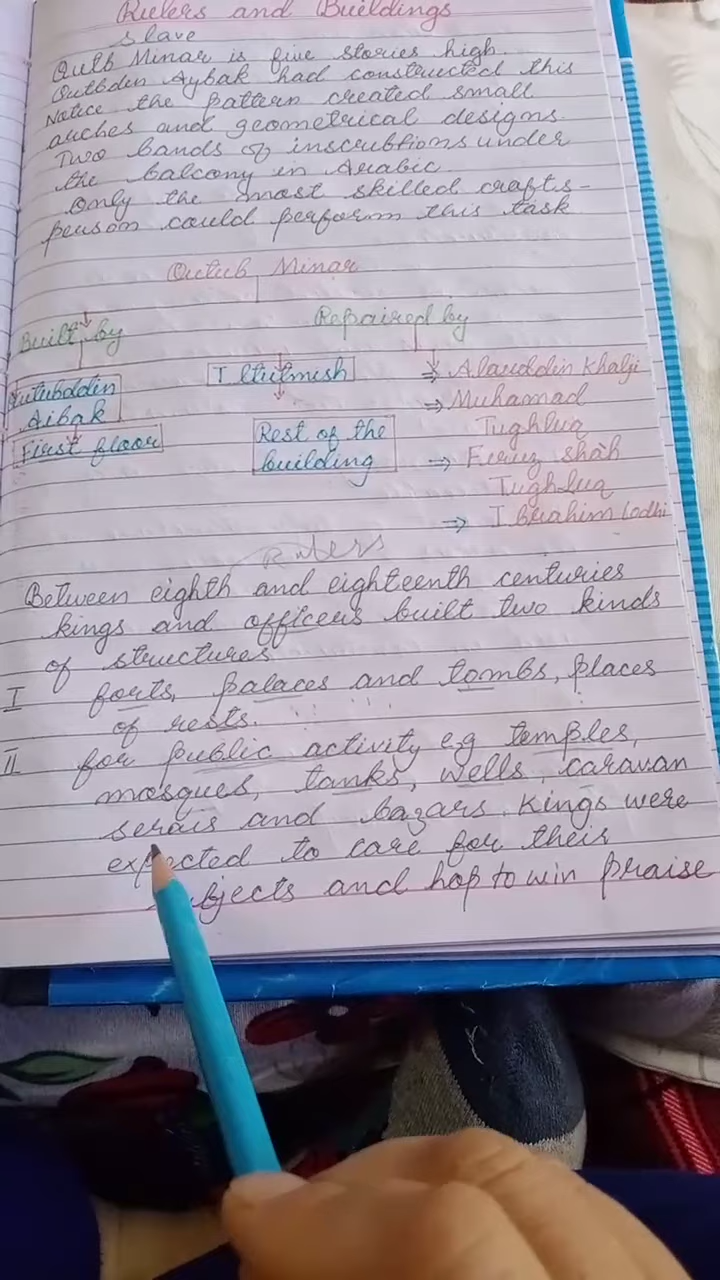 Rulers and Buildings
slave
Qutb Minar is five stories high.
Qutbden Aybak had constructed this
Notice the pattern created small
arches and geometrical designs.
Two bands of inscrubtions under
the balcony in Arabic
Only the most skilled crafts-
person could perform this task
Qutub Minar
Built by
Repaired by
Qutubddin
Aibak
First floor
Iltutmish
Rest of the
building
⇒ Alauddin Khalji
⇒ Muhamad
Tughluq
⇒ Feruz shah
Tughluq
⇒ Ibrahim Lodhi
Rulers
Between eighth and eighteenth centuries
kings and officers built two kinds
of structures
I forts, palaces and tombs, places
of rests.
II for public activity e.g temples,
mosques, tanks, wells, caravan
serais and bazars. Kings were
expected to care for their
and hop to win praise